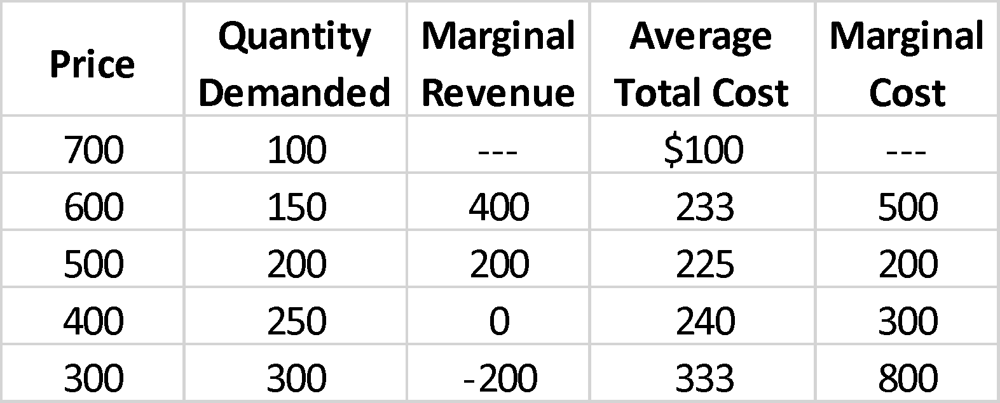 Price Quantity Demanded Marginal Revenue Average Total Cost Marginal Cost
700 100 --- $100 ---
600 150 400 233 500
500 200 200 225 200
400 250 0 240 300
300 300 -200 333 800